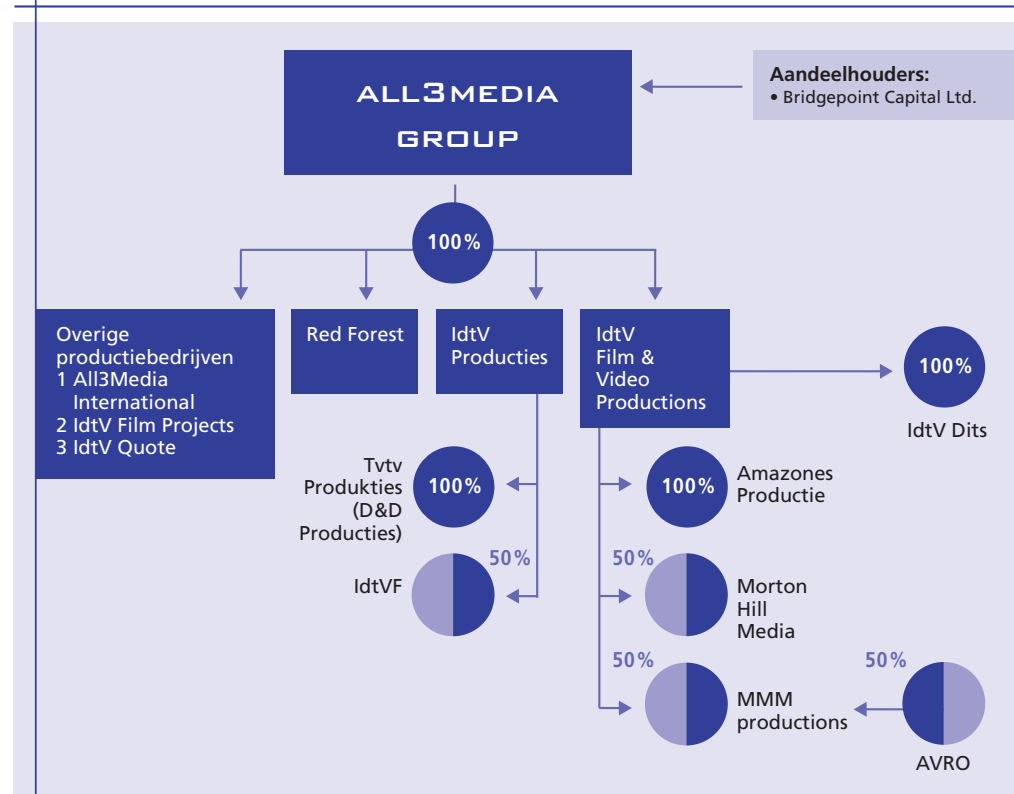 ALL3MEDIA
GROUP
Aandeelhouders:
• Bridgepoint Capital Ltd.
100%
Overige
productiebedrijven
1 All3Media
International
2 IdtV Film Projects
3 IdtV Quote
Red Forest
IdtV
Producties
IdtV
Film &
Video
Productions
100%
IdtV Dits
Tvtv
Produkties
(D&D
Producties)
100%
100%
Amazones
Productie
IdtVF
50%
50%
Morton
Hill
Media
50%
MMM
productions
50%
AVRO